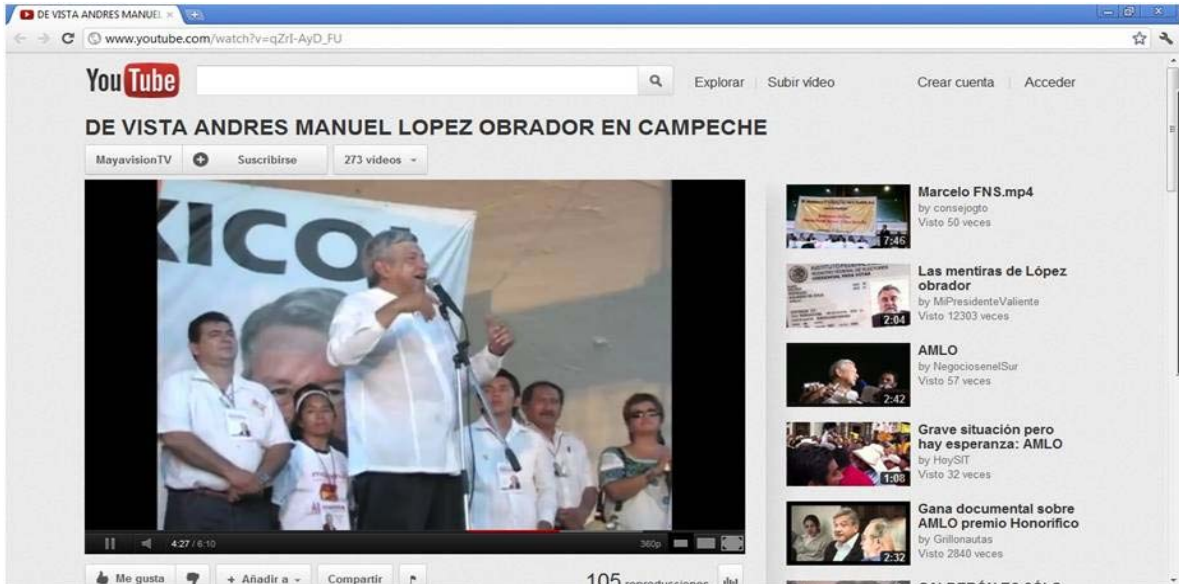 DE VISTA ANDRES MANUEL
www.youtube.com/watch?v=qZrI-AyD_FU
YouTube
Explorar
Subir vídeo
Crear cuenta
Acceder
DE VISTA ANDRES MANUEL LOPEZ OBRADOR EN CAMPECHE
MayavisionTV
Suscribirse
273 videos
XICO
4:27 / 6:10
360p
Me gusta
+ Añadir a
Compartir
105 reproducciones
7:46
Marcelo FNS.mp4
by consejogto
Visto 50 veces
2:04
Las mentiras de López
obrador
by MiPresidenteValiente
Visto 12303 veces
2:42
AMLO
by NegociosenelSur
Visto 57 veces
1:08
Grave situación pero
hay esperanza: AMLO
by HoySIT
Visto 32 veces
2:32
Gana documental sobre
AMLO premio Honorifico
by Grillonautas
Visto 2840 veces